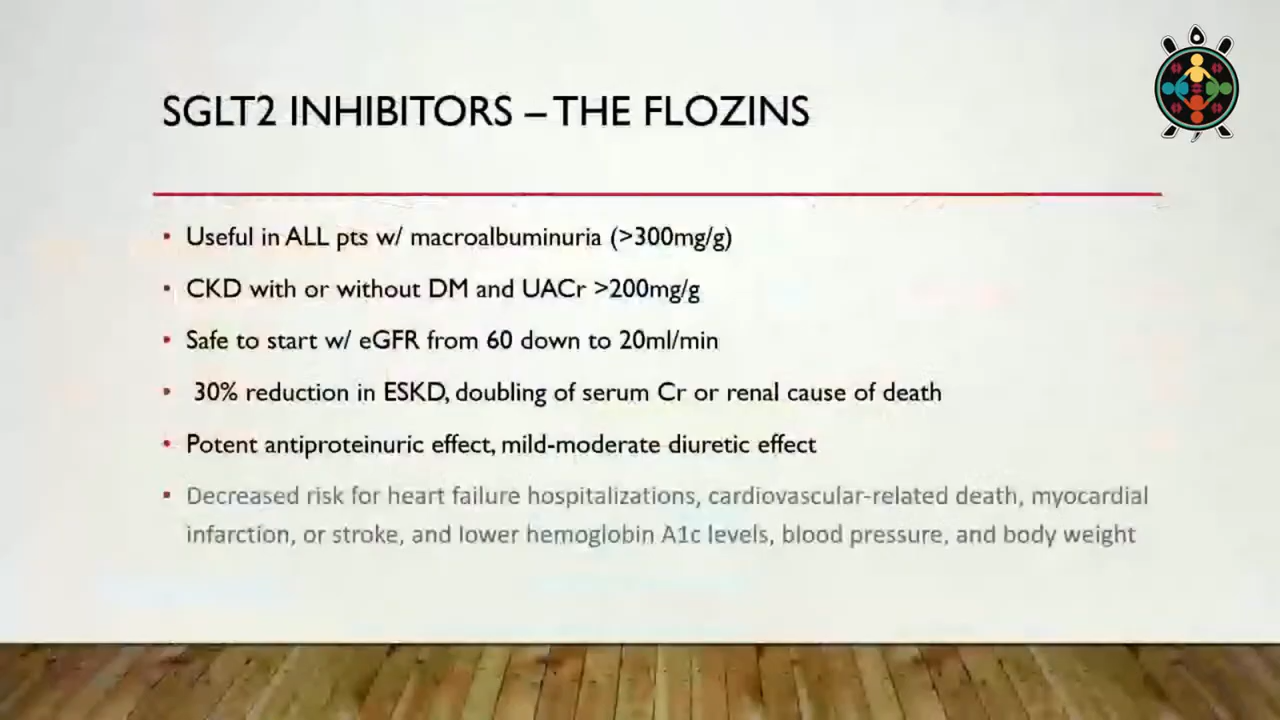 SGLT2 INHIBITORS – THE FLOZINS
• Useful in ALL pts w/ macroalbuminuria (>300mg/g)
• CKD with or without DM and UACr >200mg/g
• Safe to start w/ eGFR from 60 down to 20ml/min
• 30% reduction in ESKD, doubling of serum Cr or renal cause of death
• Potent antiproteinuric effect, mild-moderate diuretic effect
• Decreased risk for heart failure hospitalizations, cardiovascular-related death, myocardial
infarction, or stroke, and lower hemoglobin A1c levels, blood pressure, and body weight